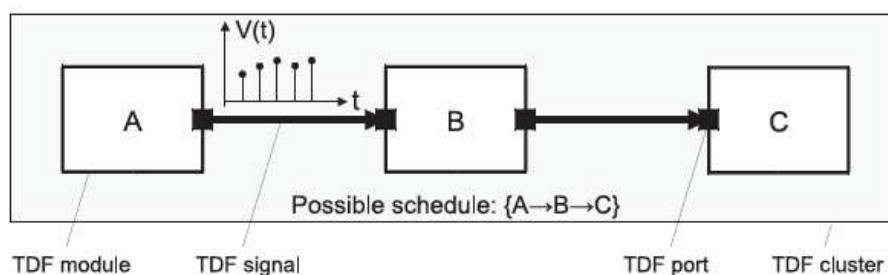 V(t)
t
A
B
C
Possible schedule: {A→B→C}
TDF module
TDF signal
TDF port
TDF cluster